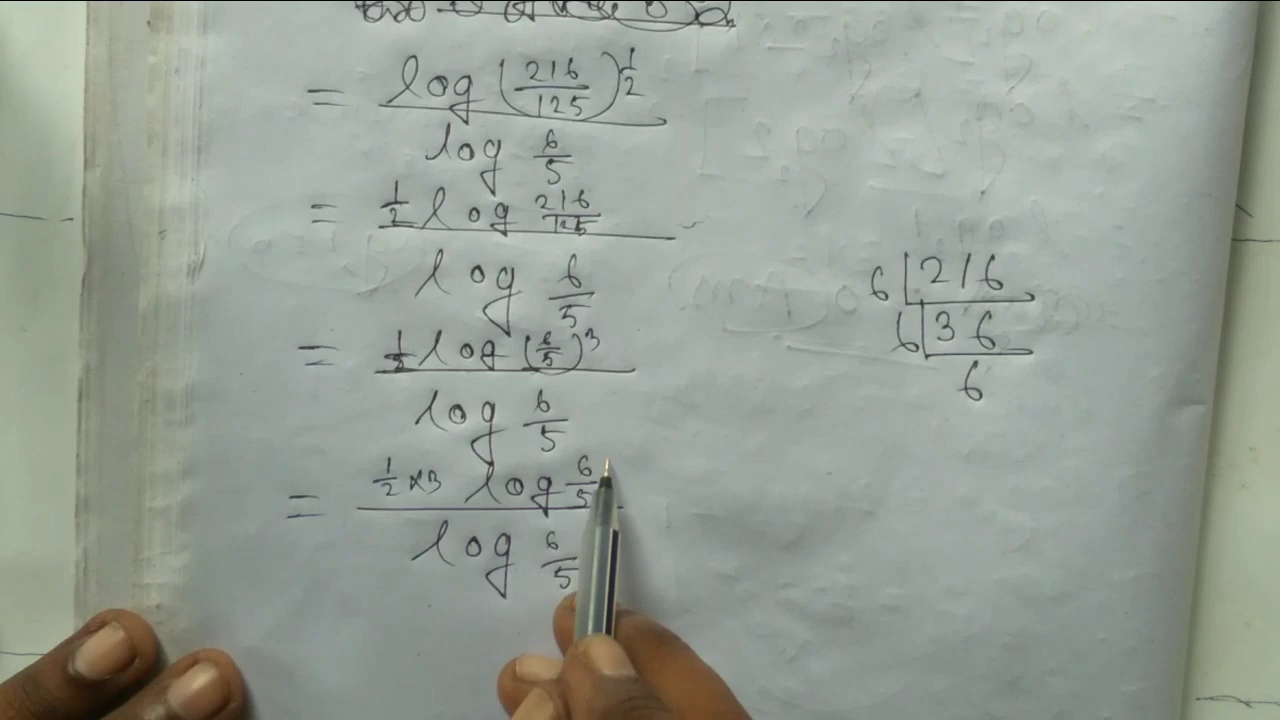 = log (216/125)^1/2
log 6/5
= 1/2 log 216/125
log 6/5
= 1/2 log (6/5)^3
log 6/5
= 1/2 × 3 log 6/5
log 6/5
6 | 216
6 | 36
6